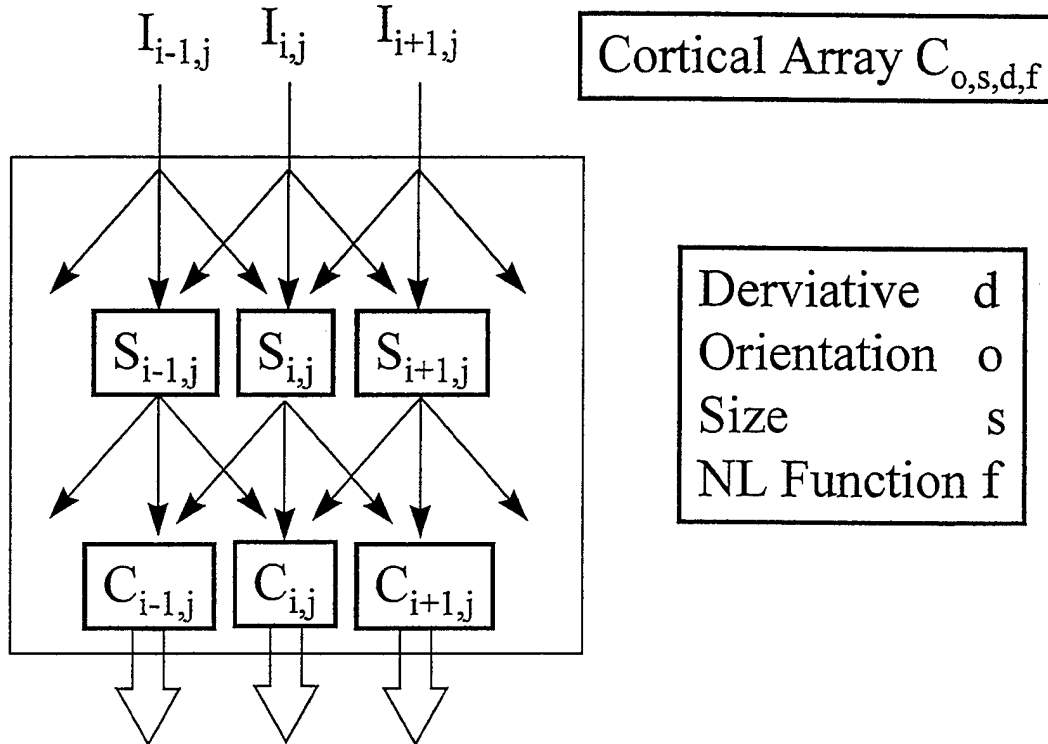 I_{i-1,j} I_{i,j} I_{i+1,j}
Cortical Array C_{o,s,d,f}
S_{i-1,j} S_{i,j} S_{i+1,j}
Derviative d
Orientation o
Size s
NL Function f
C_{i-1,j} C_{i,j} C_{i+1,j}